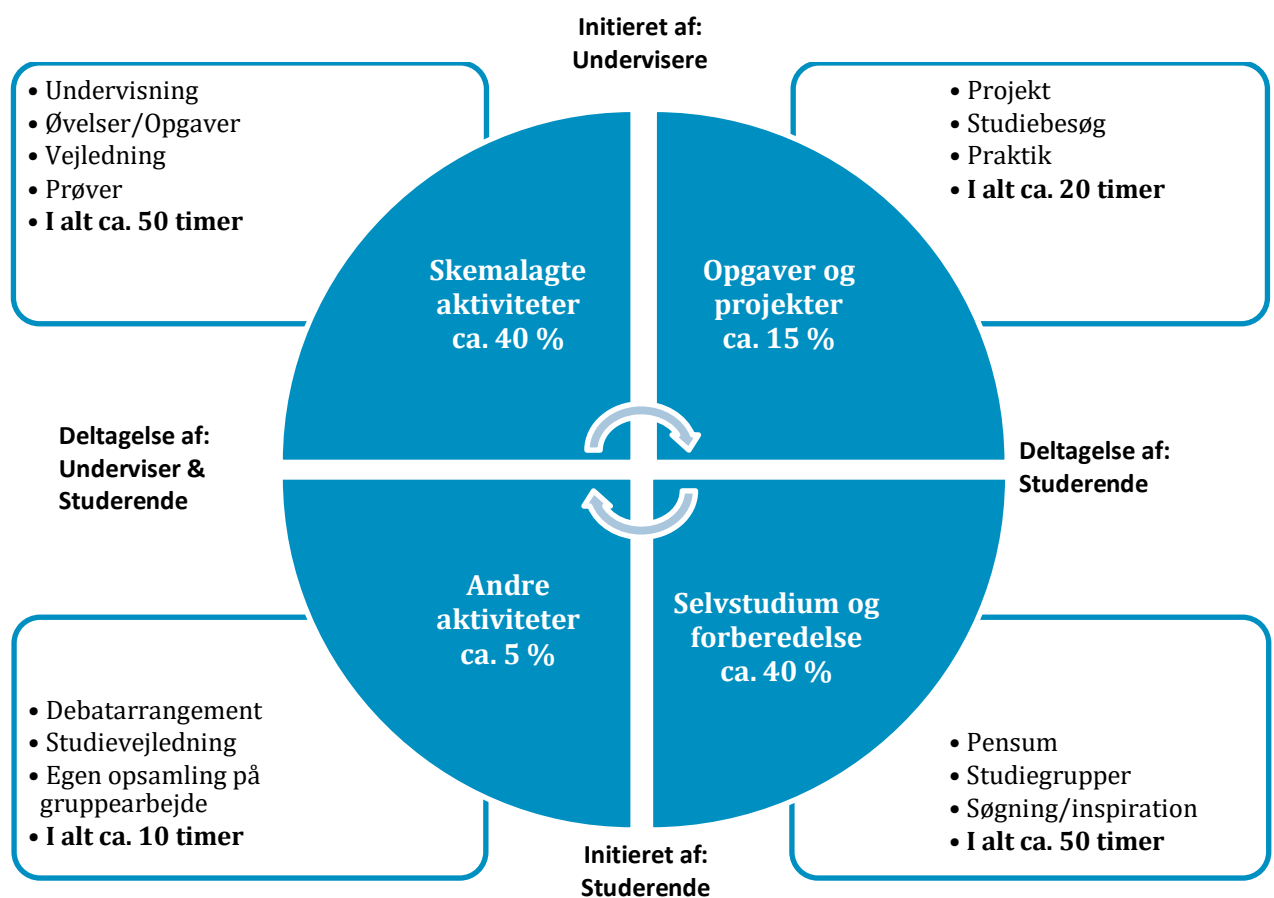 Initieret af:
Undervisere
• Undervisning
• Øvelser/Opgaver
• Vejledning
• Prøver
• I alt ca. 50 timer
• Projekt
• Studiebesøg
• Praktik
• I alt ca. 20 timer
Skemalagte
aktiviteter
ca. 40 %
Opgaver og
projekter
ca. 15 %
Deltagelse af:
Underviser &
Studerende
Deltagelse af:
Studerende
Andre
aktiviteter
ca. 5 %
Selvstudium og
forberedelse
ca. 40 %
• Debatarrangement
• Studievejledning
• Egen opsamling på
gruppearbejde
• I alt ca. 10 timer
• Pensum
• Studiegrupper
• Søgning/inspiration
• I alt ca. 50 timer
Initieret af:
Studerende